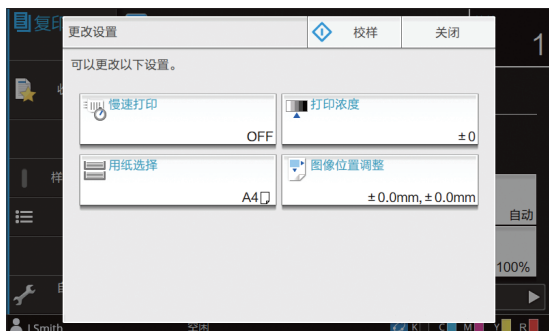 复印
更改设置
校样
关闭
1
可以更改以下设置。
慢速打印
OFF
打印浓度
±0
用纸选择
A4
图像位置调整
±0.0mm, ±0.0mm
样
自动
100%
I.Smith
空闲
K C M Y R